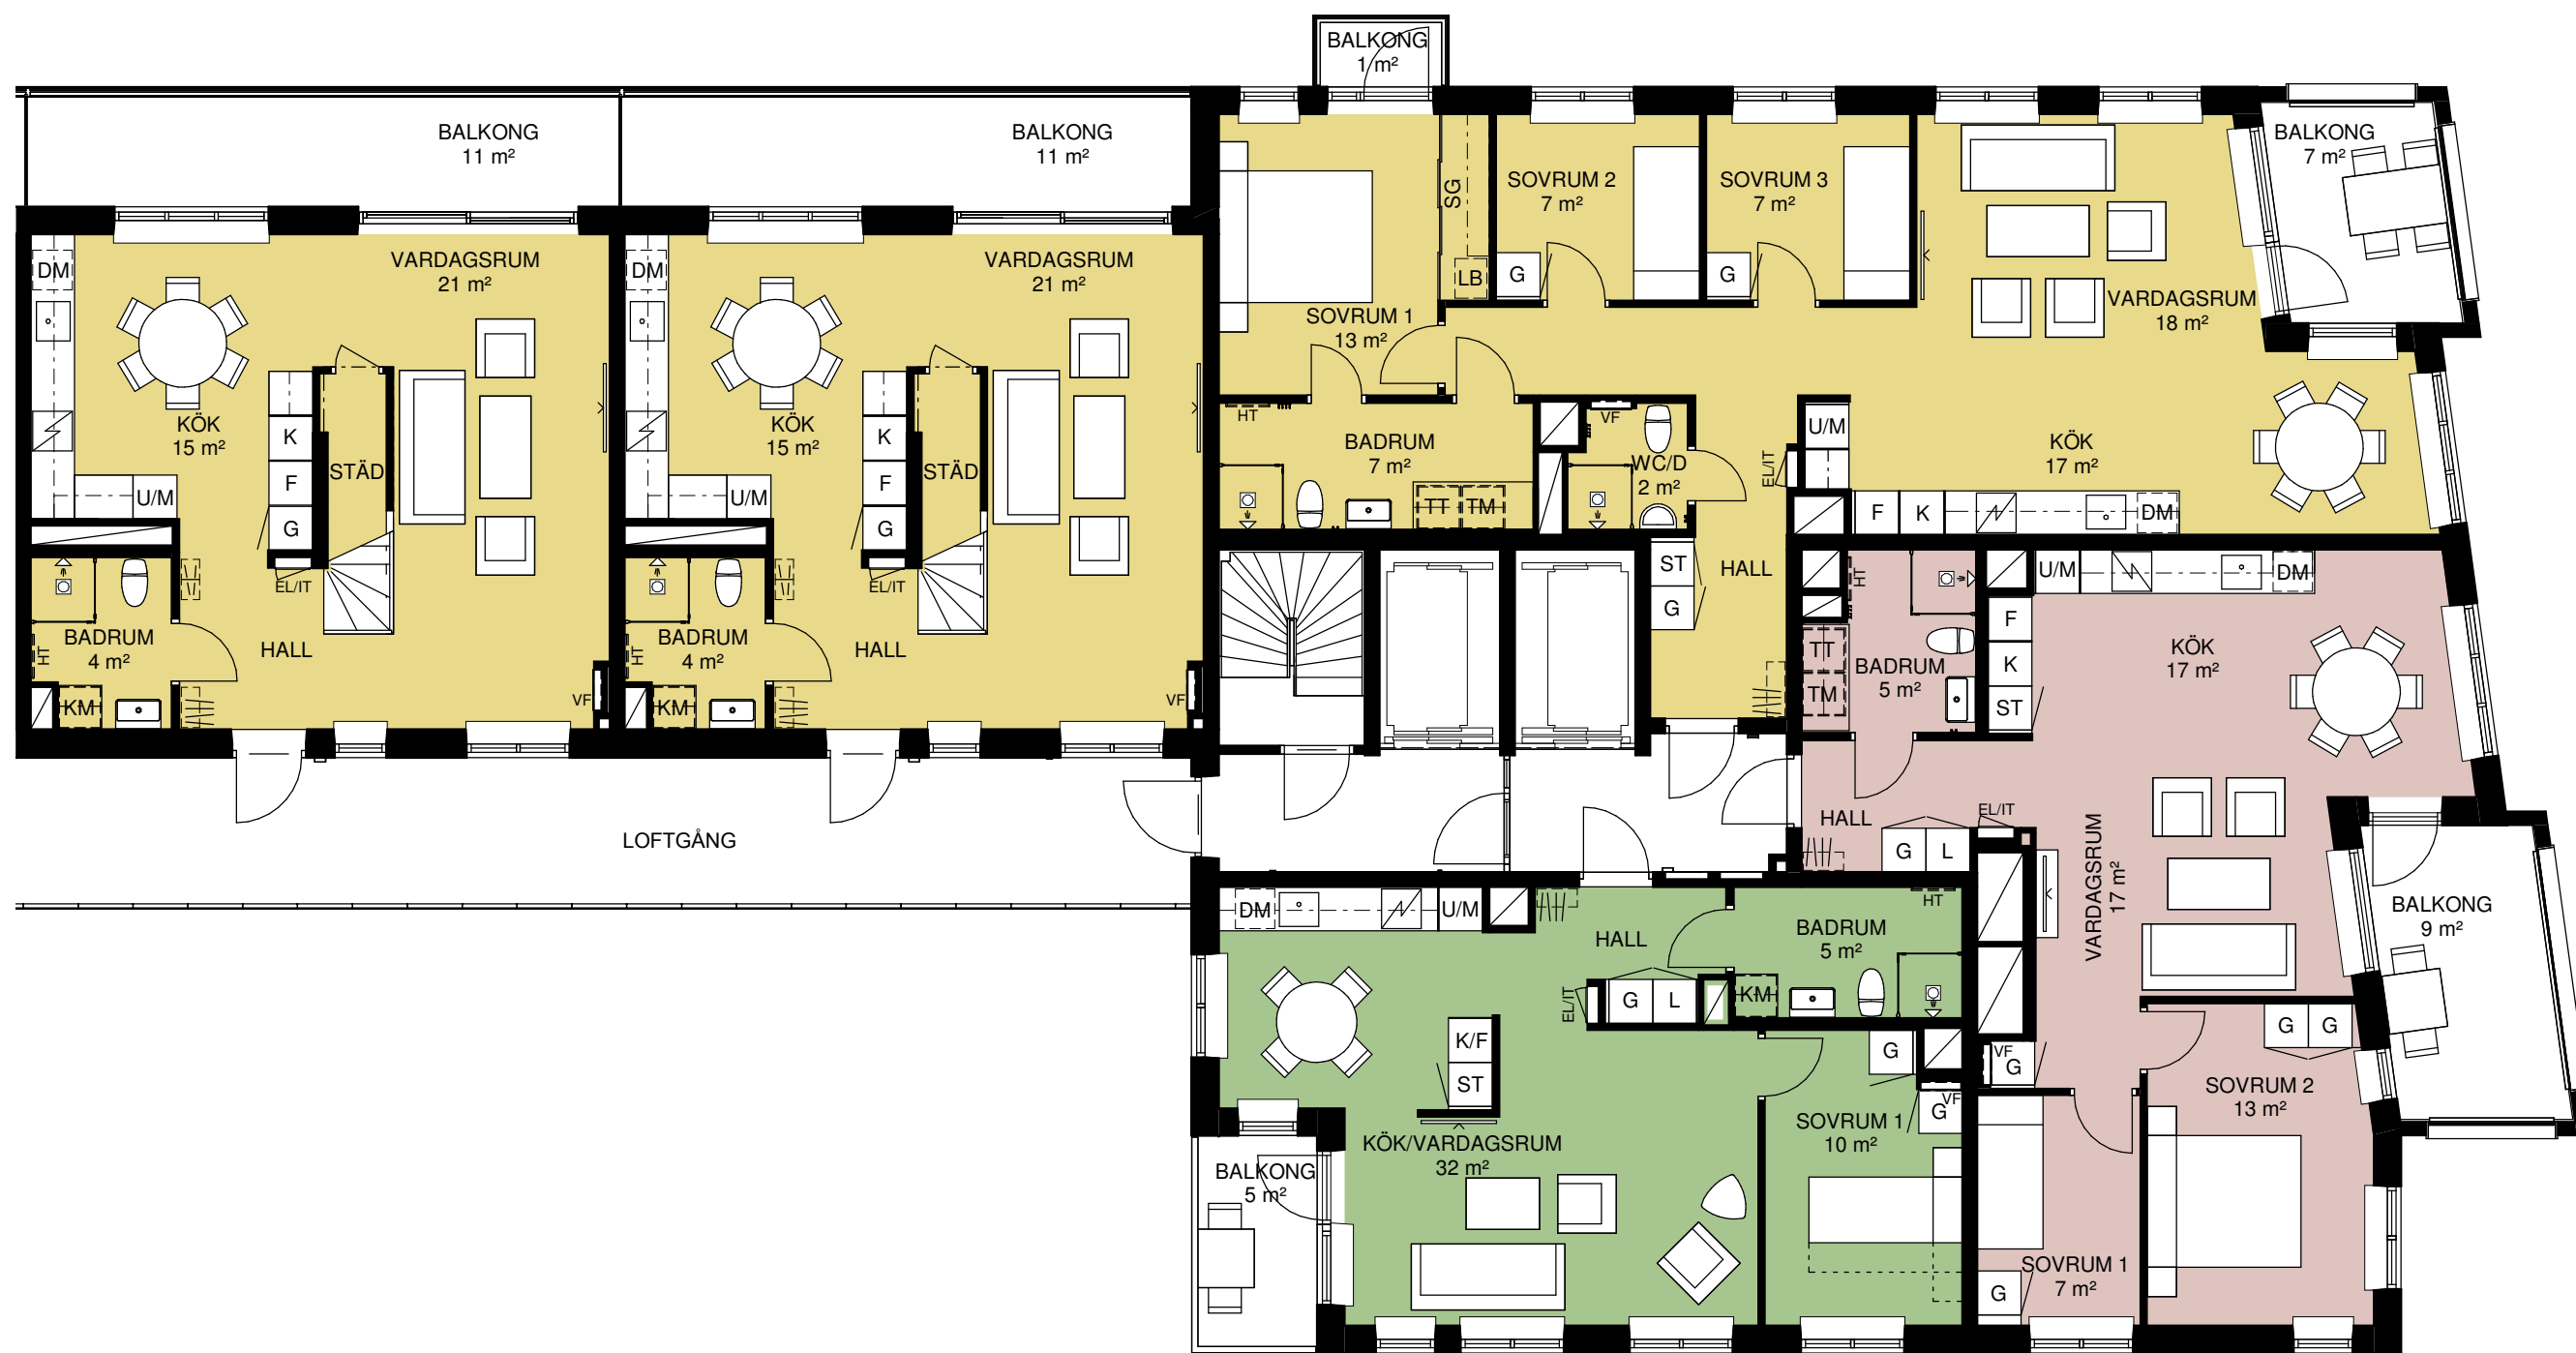 BALKONG
1 m²
BALKONG
11 m²
BALKONG
11 m²
BALKONG
7 m²
DM
VARDAGSRUM
21 m²
KÖK
15 m²
K
F
G
STÄD
U/M
EL/IT
BADRUM
4 m²
HT
KM
HALL
VF
DM
VARDAGSRUM
21 m²
KÖK
15 m²
K
F
G
STÄD
U/M
EL/IT
BADRUM
4 m²
HT
KM
HALL
VF
LOFTGÅNG
SOVRUM 1
13 m²
SG
LB
SOVRUM 2
7 m²
G
SOVRUM 3
7 m²
G
VARDAGSRUM
18 m²
HT
BADRUM
7 m²
TT
TM
VF
WC/D
2 m²
EL/IT
U/M
KÖK
17 m²
F
K
DM
ST
G
HALL
HT
TT
TM
BADRUM
5 m²
U/M
DM
F
K
ST
KÖK
17 m²
HALL
G
L
EL/IT
VARDAGSRUM
17 m²
BALKONG
9 m²
VF
G
G
G
SOVRUM 2
13 m²
SOVRUM 1
7 m²
G
DM
U/M
HALL
BADRUM
5 m²
HT
EL/IT
G
L
KM
K/F
ST
G
VF
G
SOVRUM 1
10 m²
KÖK/VARDAGSRUM
32 m²
BALKONG
5 m²